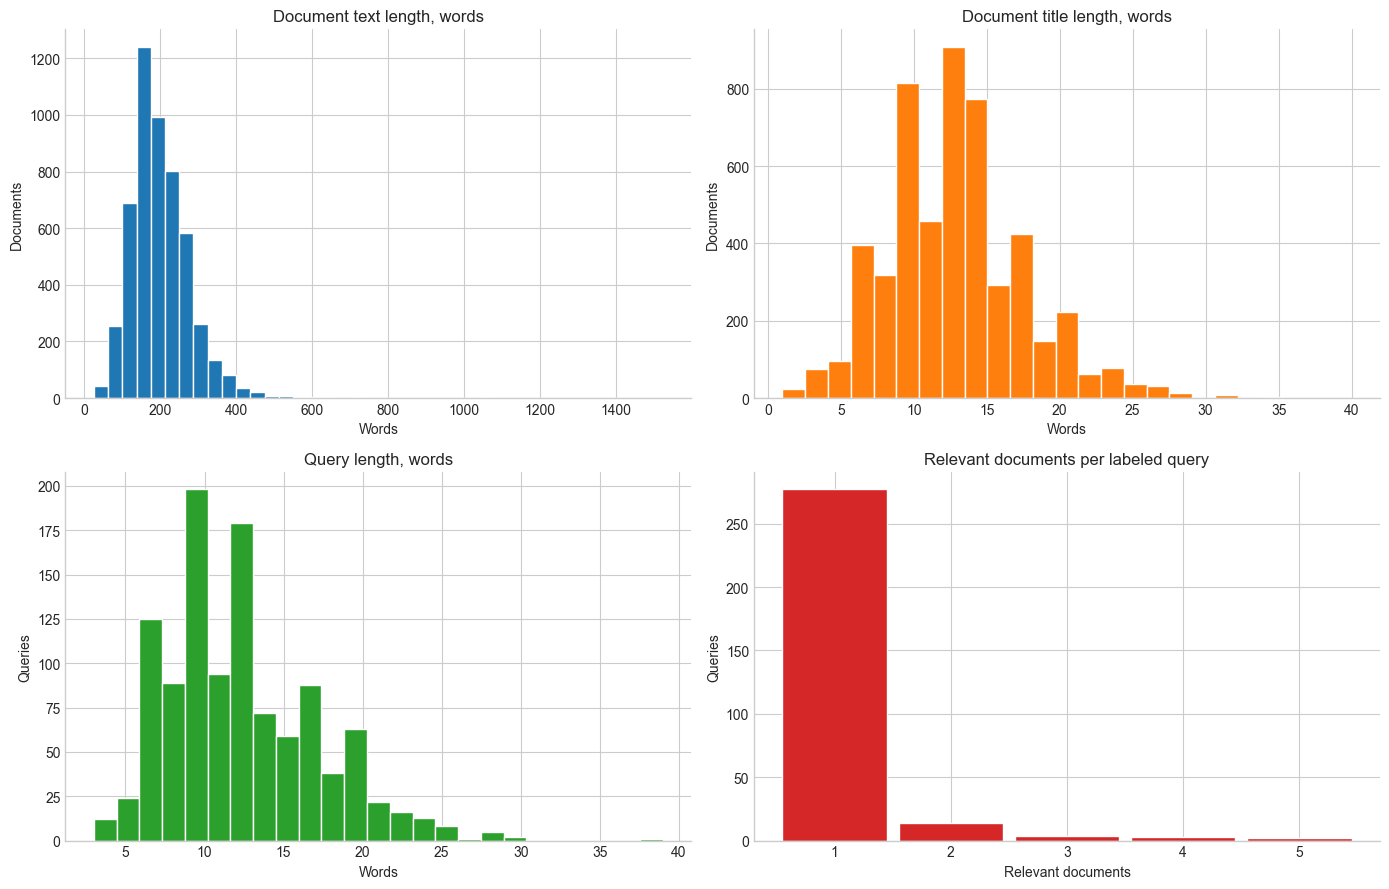 Document text length, words
1200
1000
800
600
400
200
0
Documents
0 200 400 600 800 1000 1200 1400
Words
Document title length, words
800
600
400
200
0
Documents
0 5 10 15 20 25 30 35 40
Words
Query length, words
200
175
150
125
100
75
50
25
0
Queries
5 10 15 20 25 30 35 40
Words
Relevant documents per labeled query
250
200
150
100
50
0
Queries
1 2 3 4 5
Relevant documents